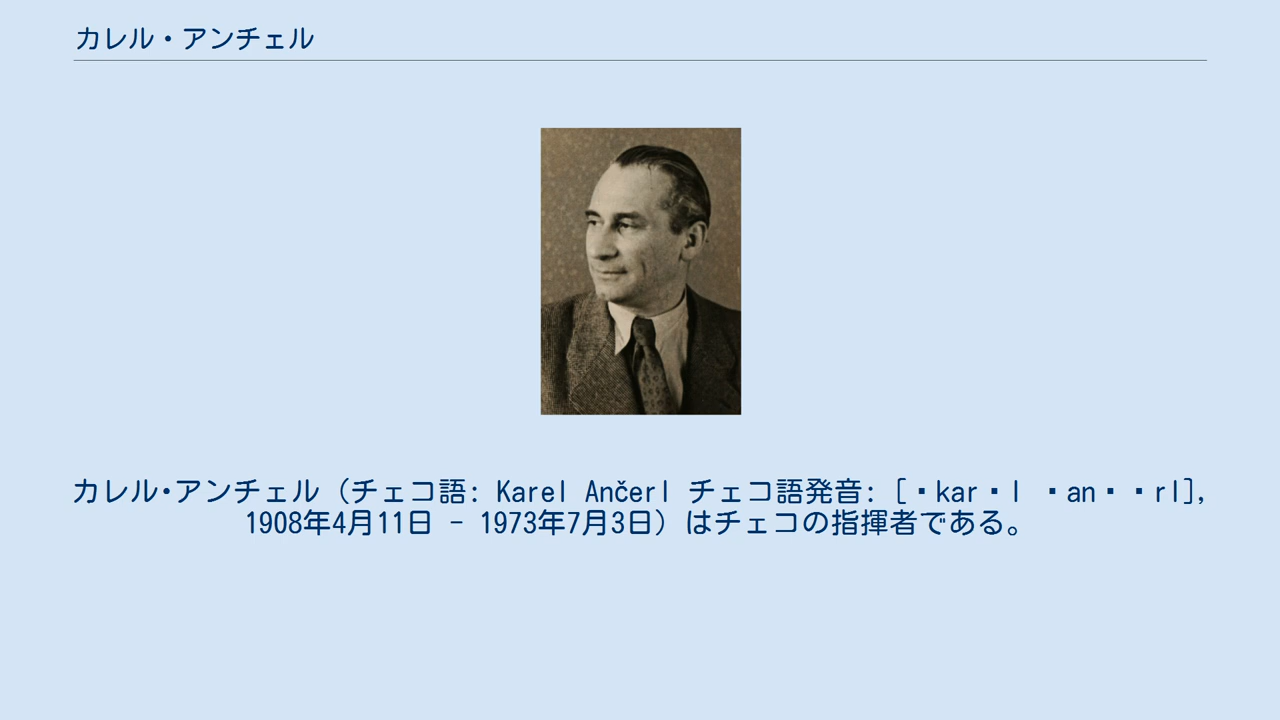 カレル・アンチェル
カレル・アンチェル (チェコ語: Karel Ančerl チェコ語発音: [▪kar▪l ▪an▪▪rl],
1908年4月11日 - 1973年7月3日) はチェコの指揮者である。